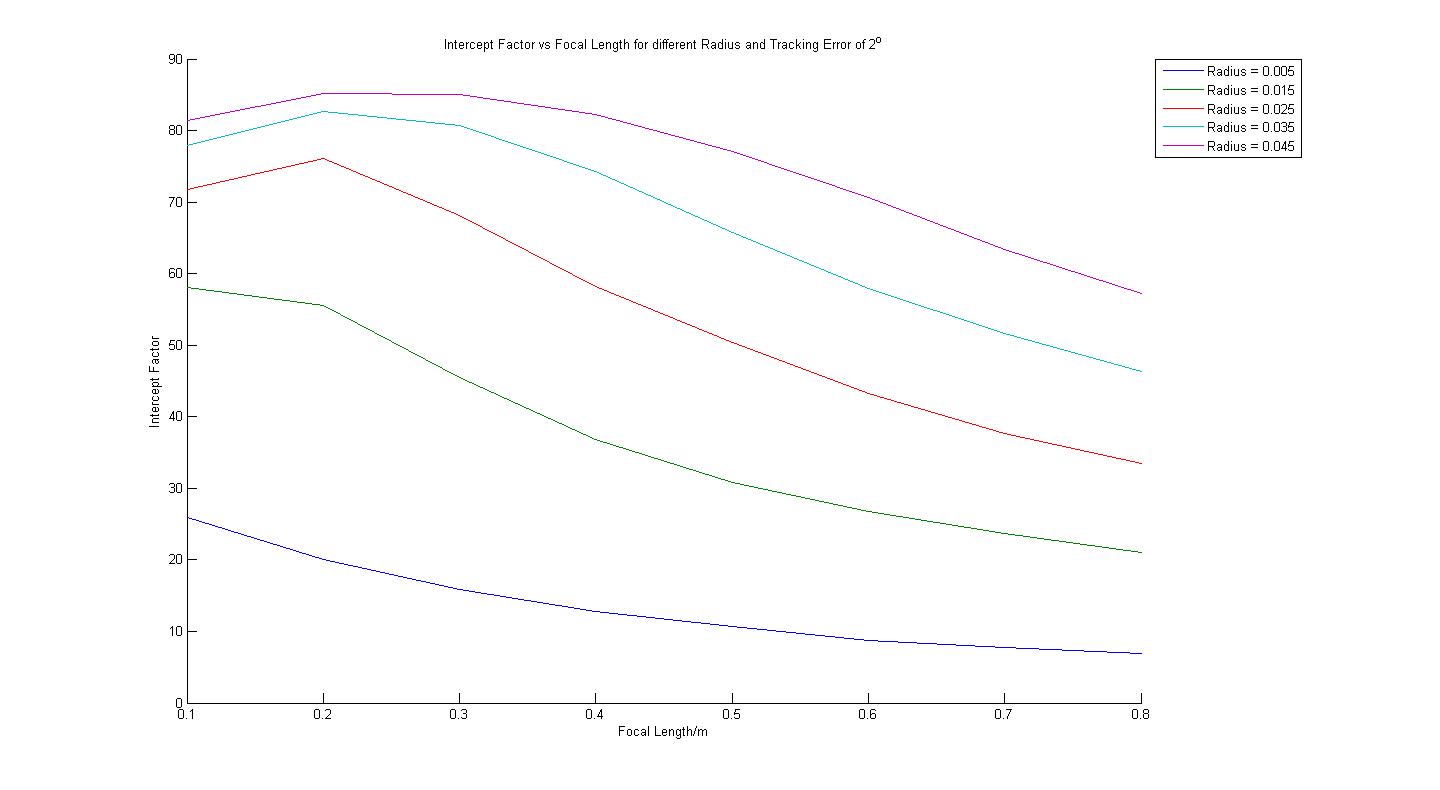 Intercept Factor vs Focal Length for different Radius and Tracking Error of 2⁰
Radius = 0.005
Radius = 0.015
Radius = 0.025
Radius = 0.035
Radius = 0.045
Intercept Factor
90
80
70
60
50
40
30
20
10
0
0.1 0.2 0.3 0.4 0.5 0.6 0.7 0.8
Focal Length/m